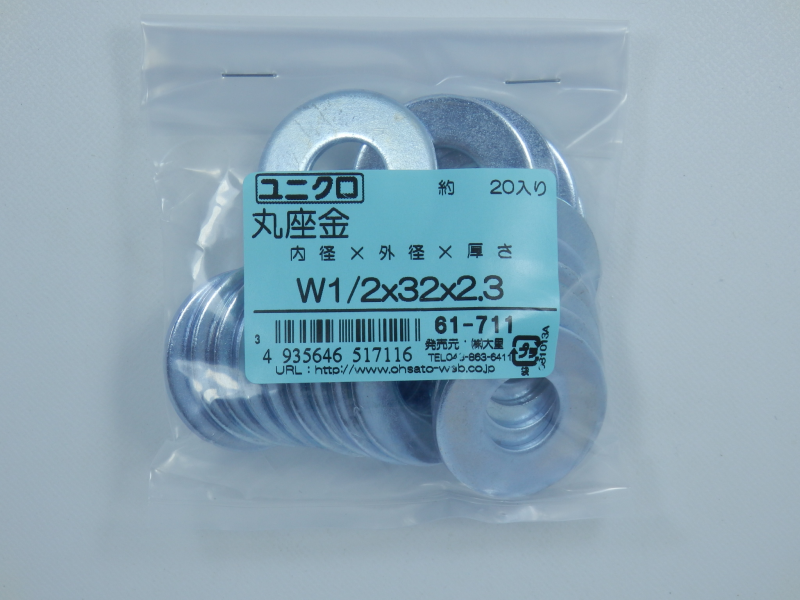 ユニクロ 約 20入り
丸座金
内径×外径×厚さ
W1/2x32x2.3
61-711
3
4 935646 517116
発売元:㈱大里
袋
URL:http://www.ohsato-web.co.jp